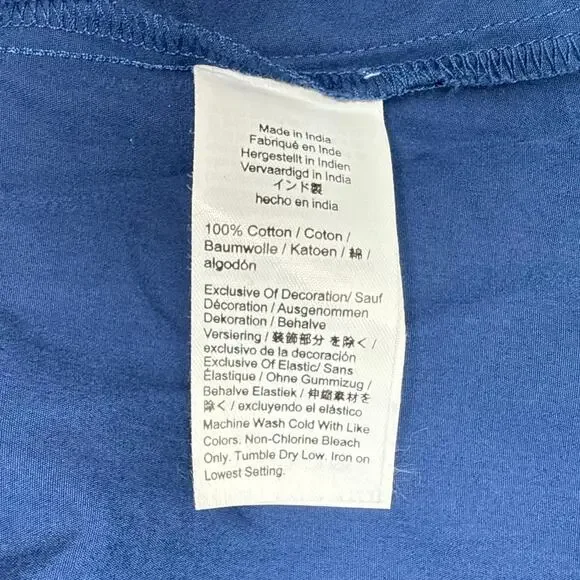 Made in India
Fabriqué en Inde
Hergestellt in Indien
Vervaardigd in India
インド製
hecho en india
100% Cotton / Coton /
Baumwolle / Katoen / 綿 /
algodón
Exclusive Of Decoration/ Sauf
Décoration / Ausgenommen
Dekoration / Behalve
Versiering / 装飾部分 を除く /
exclusivo de la decoración
Exclusive Of Elastic/ Sans
Élastique / Ohne Gummizug /
Behalve Elastiek / 伸縮素材を
除く / excluyendo el elástico
Machine Wash Cold With Like
Colors. Non-Chlorine Bleach
Only. Tumble Dry Low. Iron on
Lowest Setting.